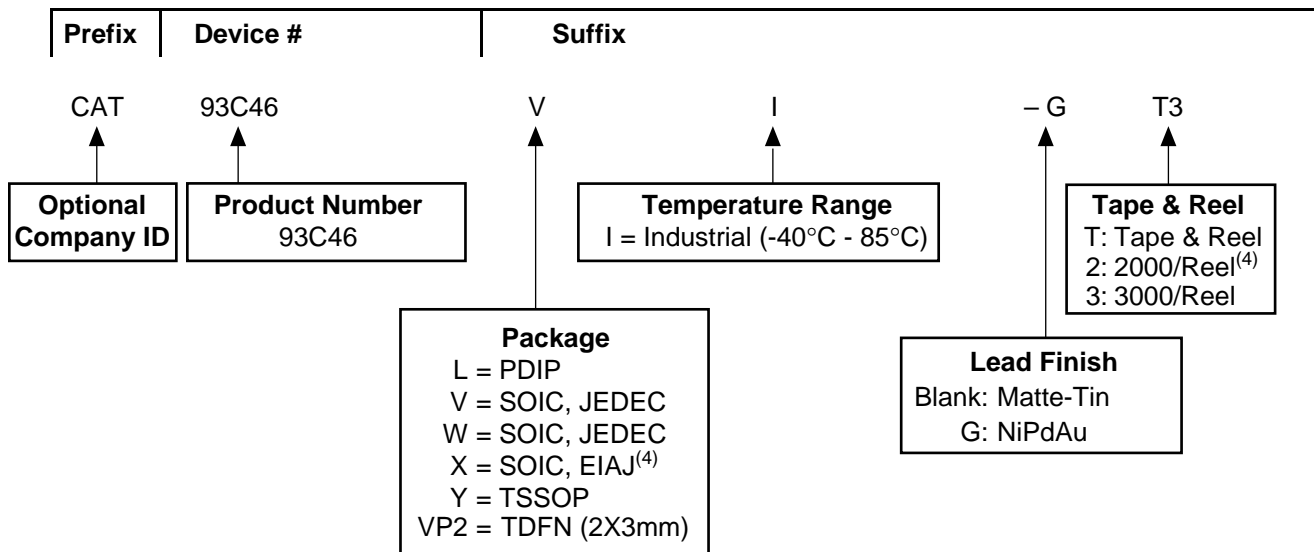 Prefix Device # Suffix
CAT 93C46 V I – G T3
Optional
Company ID
Product Number
93C46
Temperature Range
I = Industrial (-40°C - 85°C)
Tape & Reel
T: Tape & Reel
2: 2000/Reel(4)
3: 3000/Reel
Package
L = PDIP
V = SOIC, JEDEC
W = SOIC, JEDEC
X = SOIC, EIAJ(4)
Y = TSSOP
VP2 = TDFN (2X3mm)
Lead Finish
Blank: Matte-Tin
G: NiPdAu